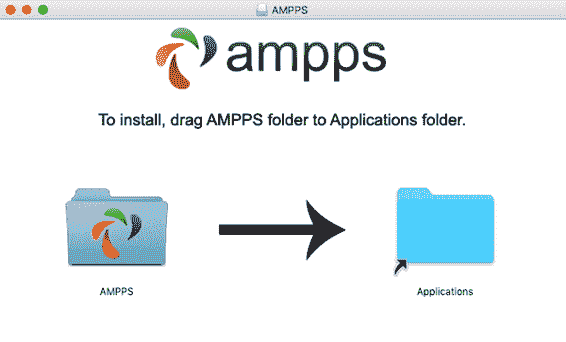 AMPPS
ampps
To install, drag AMPPS folder to Applications folder.
AMPPS
Applications